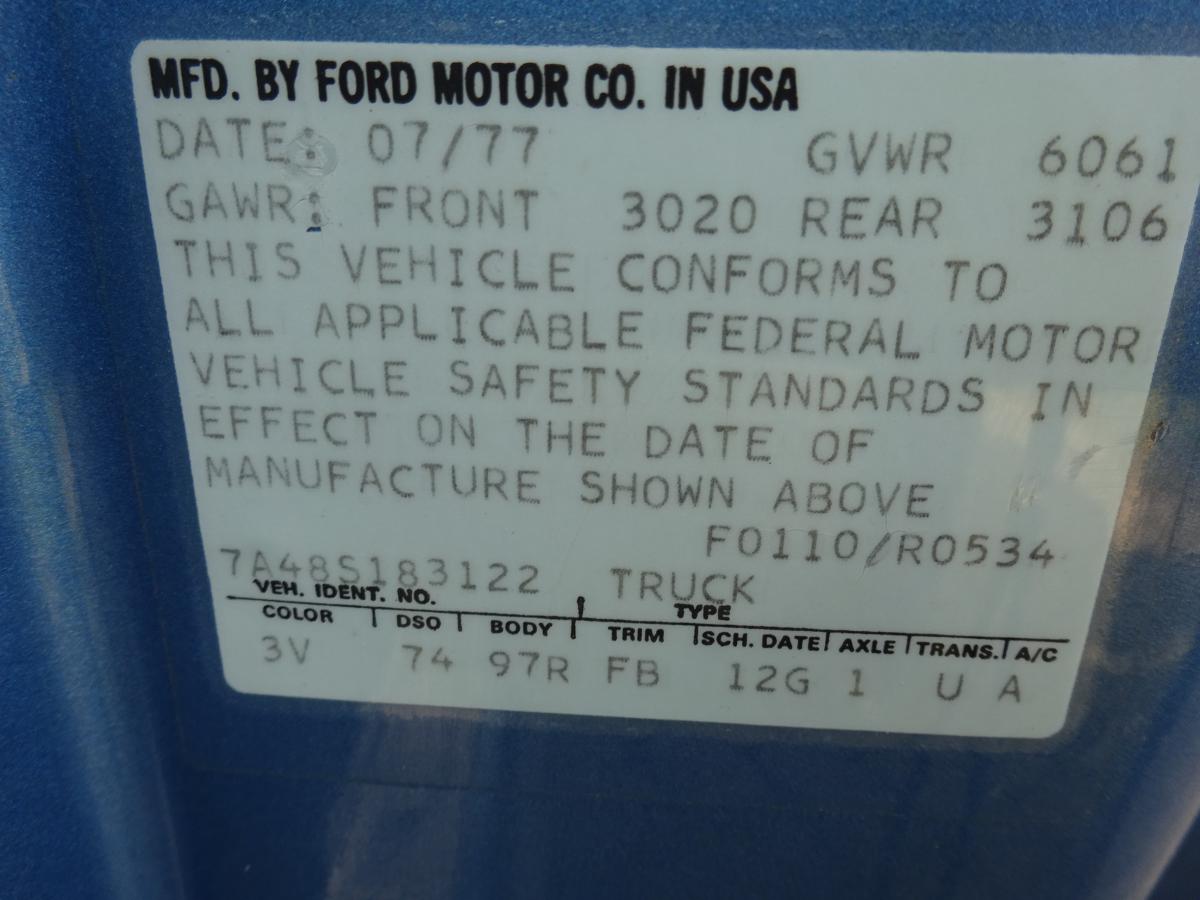 MFD. BY FORD MOTOR CO. IN USA
DATE: 07/77 GVWR 6061
GAWR: FRONT 3020 REAR 3106
THIS VEHICLE CONFORMS TO
ALL APPLICABLE FEDERAL MOTOR
VEHICLE SAFETY STANDARDS IN
EFFECT ON THE DATE OF
MANUFACTURE SHOWN ABOVE
F0110/R0534
7A48S183122 TRUCK
VEH. IDENT. NO. TYPE
COLOR DSO BODY TRIM SCH. DATE AXLE TRANS. A/C
3V 74 97R FB 12G 1 U A